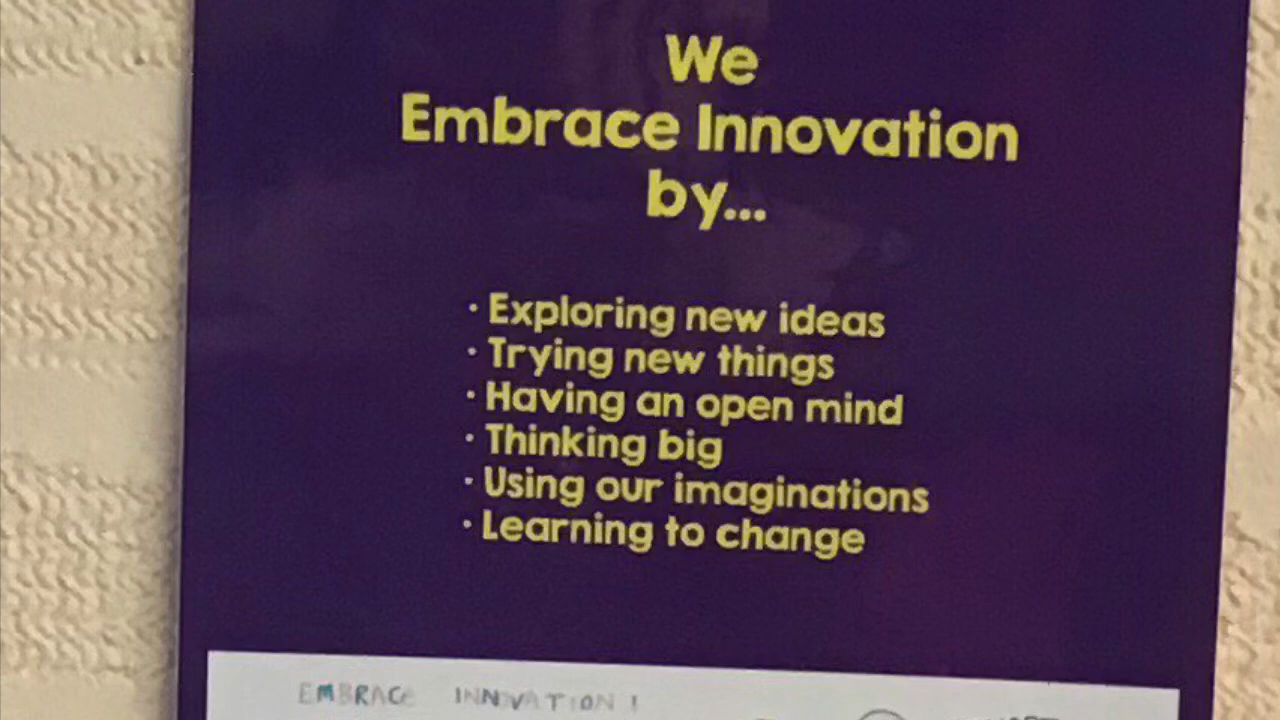 We
Embrace Innovation
by...
· Exploring new ideas
· Trying new things
· Having an open mind
· Thinking big
· Using our imaginations
· Learning to change
EMBRACE INNOVATION !